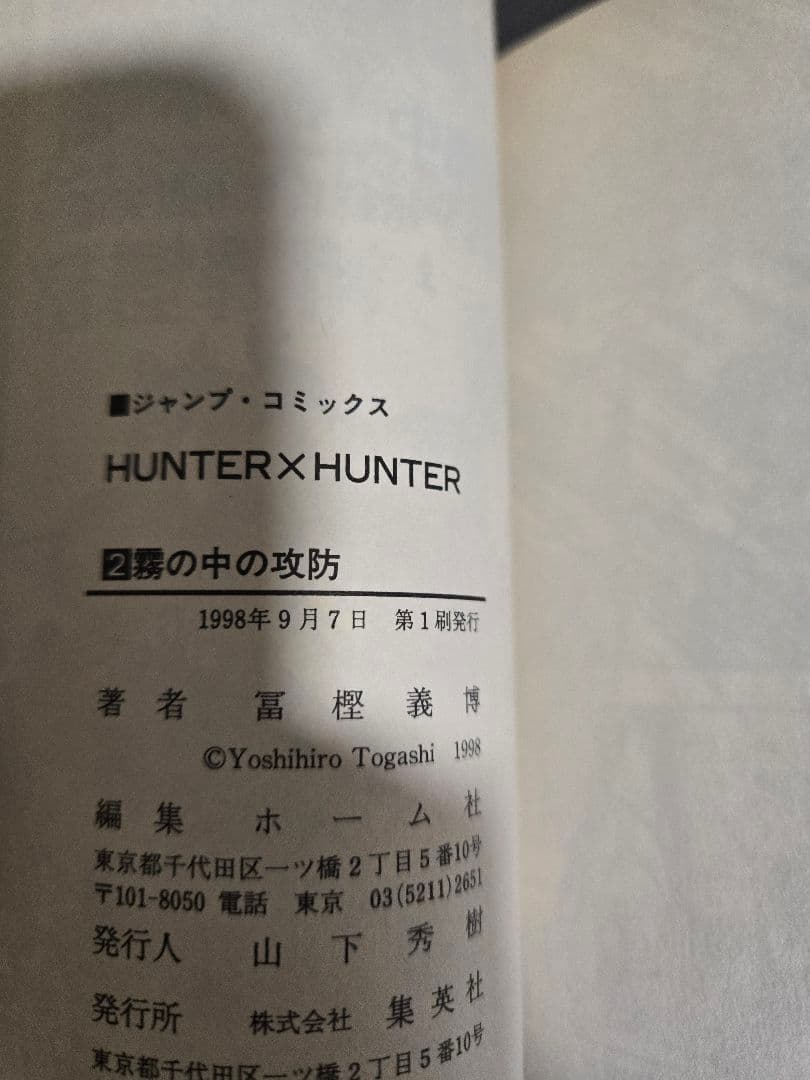 ■ジャンプ・コミックス
HUNTER×HUNTER
2霧の中の攻防
1998年9月7日 第1刷発行
著者 冨樫義博
©Yoshihiro Togashi 1998
編集 ホーム社
東京都千代田区一ツ橋2丁目5番10号
〒101-8050 電話 東京 03(5211)2651
発行人 山下秀樹
発行所 株式会社 集英社
東京都千代田区一ツ橋2丁目5番10号